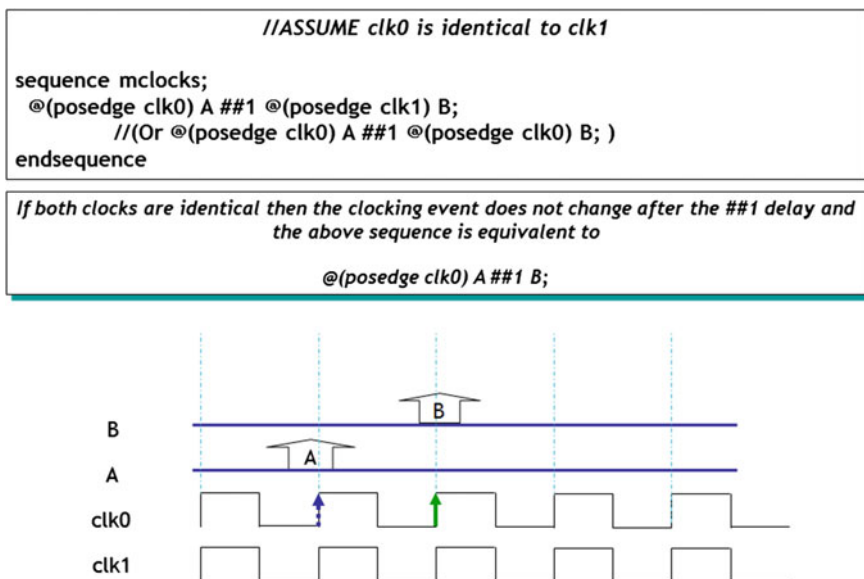 //ASSUME clk0 is identical to clk1
sequence mclocks;
@(posedge clk0) A ##1 @(posedge clk1) B;
//(Or @(posedge clk0) A ##1 @(posedge clk0) B; )
endsequence
If both clocks are identical then the clocking event does not change after the ##1 delay and
the above sequence is equivalent to
@(posedge clk0) A ##1 B;
B
B
A
A
clk0
clk1